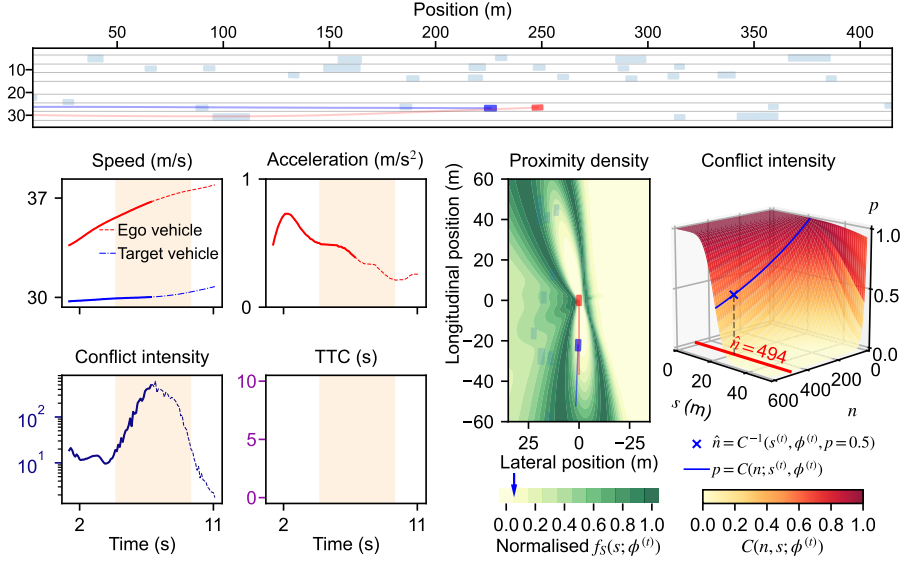 Position (m)
50 100 150 200 250 300 350 400
10
20
30
Speed (m/s)
37
30
Ego vehicle
Target vehicle
Acceleration (m/s²)
1
0
Proximity density
Longitudinal position (m)
60
40
20
0
−20
−40
−60
25 0 −25
Lateral position (m)
0.0 0.2 0.4 0.6 0.8 1.0
Normalised f_S(s; ϕ^(t))
Conflict intensity
p
1.0
0.5
0.0
n̂ = 494
0 20 40 600 400 200 0
s (m)
n
n̂ = C⁻¹(s^(t), ϕ^(t), p = 0.5)
p = C(n; s^(t), ϕ^(t))
0.0 0.2 0.4 0.6 0.8 1.0
C(n, s; ϕ^(t))
Conflict intensity
10²
10¹
2 11
Time (s)
TTC (s)
10
5
0
2 11
Time (s)